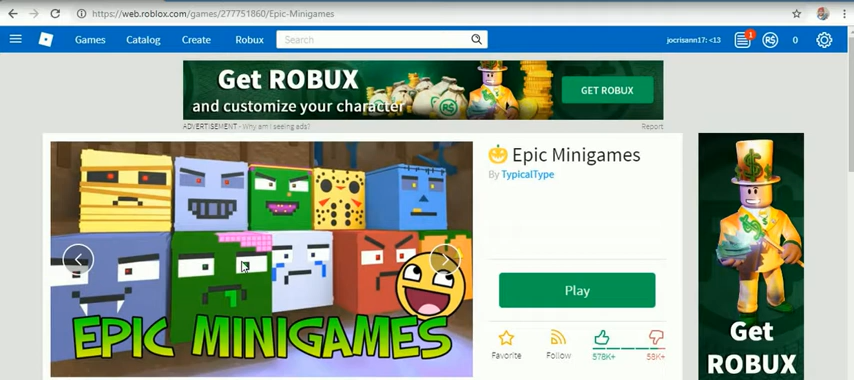 https://web.roblox.com/games/277751860/Epic-Minigames
Games Catalog Create Robux Search jocrisann17: <13 1 R$ 0
Get ROBUX
and customize your character
GET ROBUX
ADVERTISEMENT - Why am I seeing ads?
Report
Epic Minigames
By TypicalType
Play
Favorite Follow 578K+ 58K+
EPIC MINIGAMES
Get
ROBUX